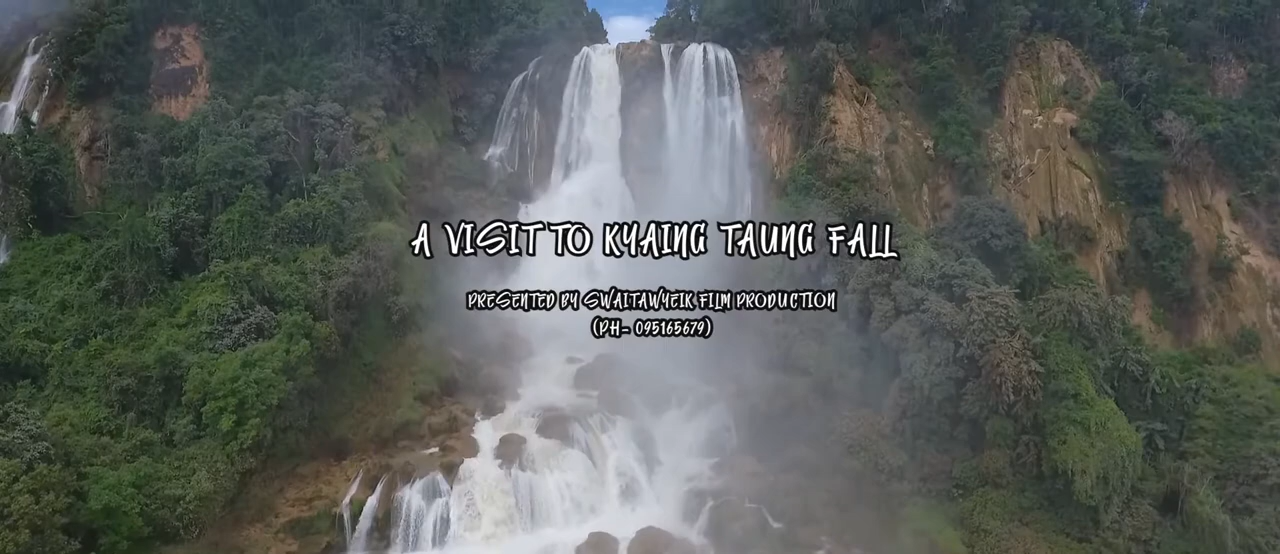 A VISIT TO KYAING TAUNG FALL
PRESENTED BY SWAITAWYEIK FILM PRODUCTION
(PH- 095165679)